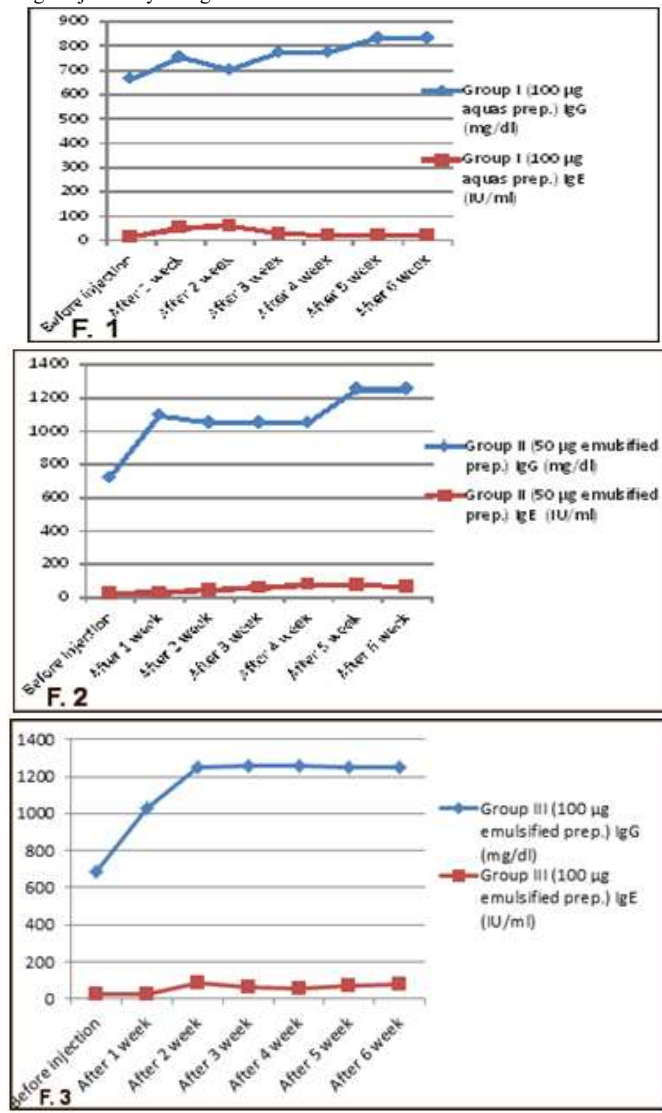 900
800
700
600
500
400
300
200
100
0
Before injection
After 1 week
After 2 week
After 3 week
After 4 week
After 5 week
After 6 week
Group I (100 µg
aquas prep.) IgG
(mg/dl)
Group I (100 µg
aquas prep.) IgE
(IU/ml)
F. 1
1400
1200
1000
800
600
400
200
0
Before injection
After 1 week
After 2 week
After 3 week
After 4 week
After 5 week
After 6 week
Group II (50 µg emulsified
prep.) IgG (mg/dl)
Group II (50 µg emulsified
prep.) IgE (IU/ml)
F. 2
1400
1200
1000
800
600
400
200
0
Before injection
After 1 week
After 2 week
After 3 week
After 4 week
After 5 week
After 6 week
Group III (100 µg
emulsified prep.) IgG
(mg/dl)
Group III (100 µg
emulsified prep.) IgE
(IU/ml)
F. 3